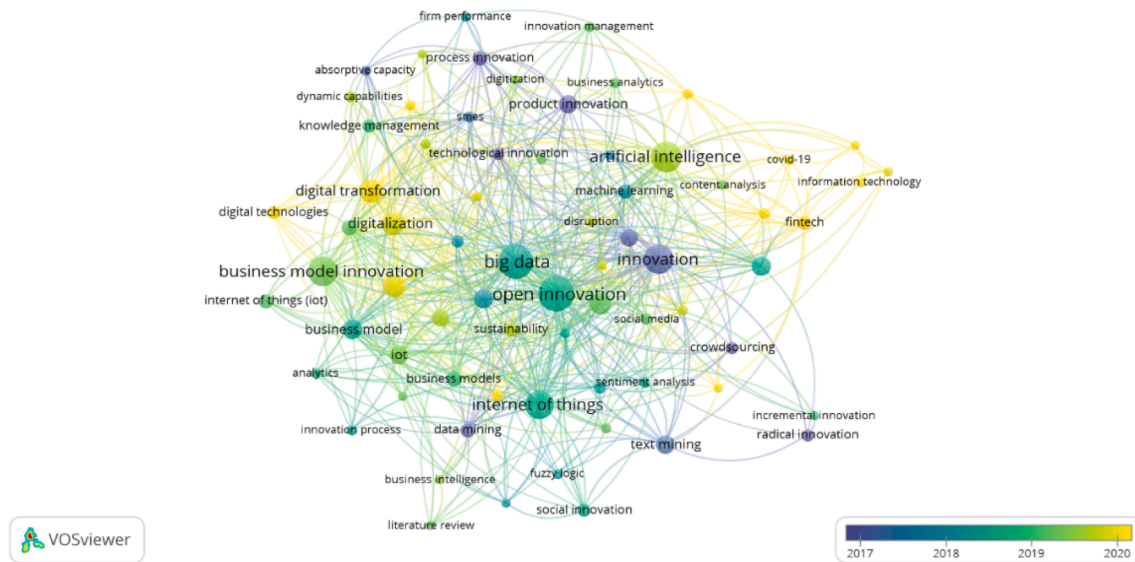 firm performance
innovation management
process innovation
absorptive capacity
digitization
business analytics
dynamic capabilities
product innovation
smes
knowledge management
technological innovation
artificial intelligence
covid-19
information technology
content analysis
machine learning
digital transformation
digital technologies
digitalization
disruption
fintech
big data
innovation
business model innovation
open innovation
internet of things (iot)
social media
business model
sustainability
crowdsourcing
iot
analytics
business models
sentiment analysis
internet of things
incremental innovation
innovation process
data mining
radical innovation
text mining
fuzzy logic
business intelligence
social innovation
literature review
VOSviewer
2017
2018
2019
2020